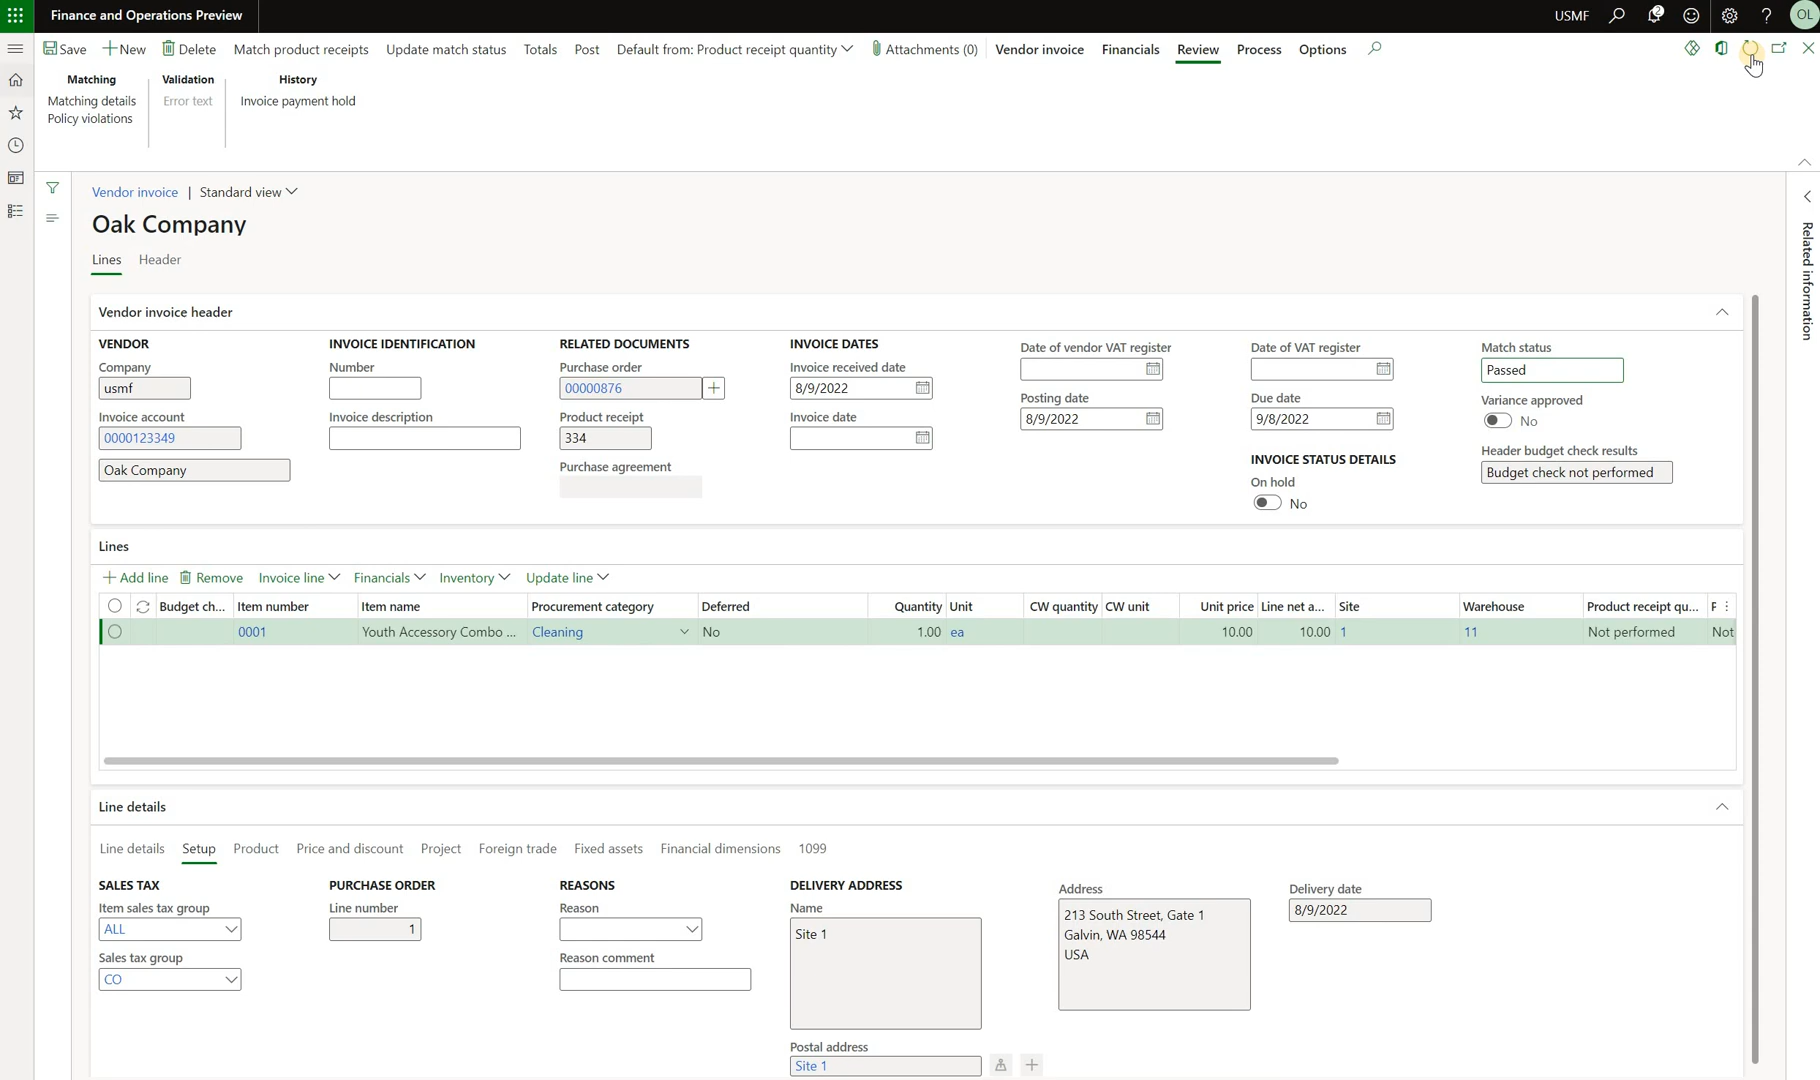 Finance and Operations Preview
USMF
2
OL
Save
New
Delete
Match product receipts
Update match status
Totals
Post
Default from: Product receipt quantity
Attachments (0)
Vendor invoice
Financials
Review
Process
Options
Matching
Matching details
Policy violations
Validation
Error text
History
Invoice payment hold
Related information
Vendor invoice | Standard view
Oak Company
Lines
Header
Vendor invoice header
VENDOR
Company
usmf
Invoice account
0000123349
Oak Company
INVOICE IDENTIFICATION
Number
Invoice description
RELATED DOCUMENTS
Purchase order
00000876
Product receipt
334
Purchase agreement
INVOICE DATES
Invoice received date
8/9/2022
Invoice date
Date of vendor VAT register
Posting date
8/9/2022
Date of VAT register
Due date
9/8/2022
INVOICE STATUS DETAILS
On hold
No
Match status
Passed
Variance approved
No
Header budget check results
Budget check not performed
Lines
Add line
Remove
Invoice line
Financials
Inventory
Update line
Budget ch... Item number Item name Procurement category Deferred Quantity Unit CW quantity CW unit Unit price Line net a... Site Warehouse Product receipt qu...
0001 Youth Accessory Combo ... Cleaning No 1.00 ea 10.00 10.00 1 11 Not performed Not
Line details
Line details
Setup
Product
Price and discount
Project
Foreign trade
Fixed assets
Financial dimensions
1099
SALES TAX
Item sales tax group
ALL
Sales tax group
CO
PURCHASE ORDER
Line number
1
REASONS
Reason
Reason comment
DELIVERY ADDRESS
Name
Site 1
Postal address
Site 1
Address
213 South Street, Gate 1
Galvin, WA 98544
USA
Delivery date
8/9/2022